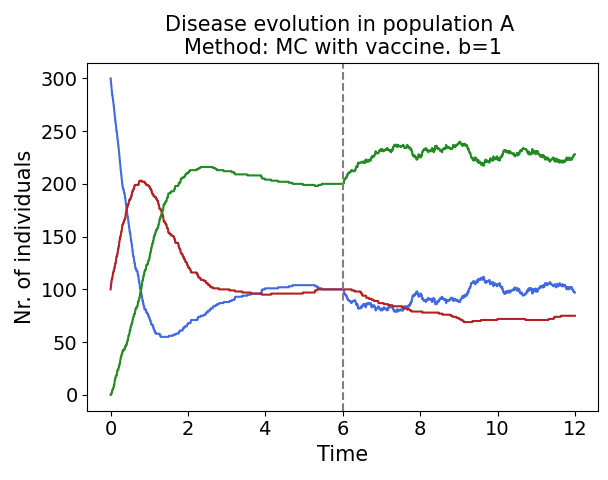 Disease evolution in population A
Method: MC with vaccine. b=1
Nr. of individuals
300
250
200
150
100
50
0
0 2 4 6 8 10 12
Time